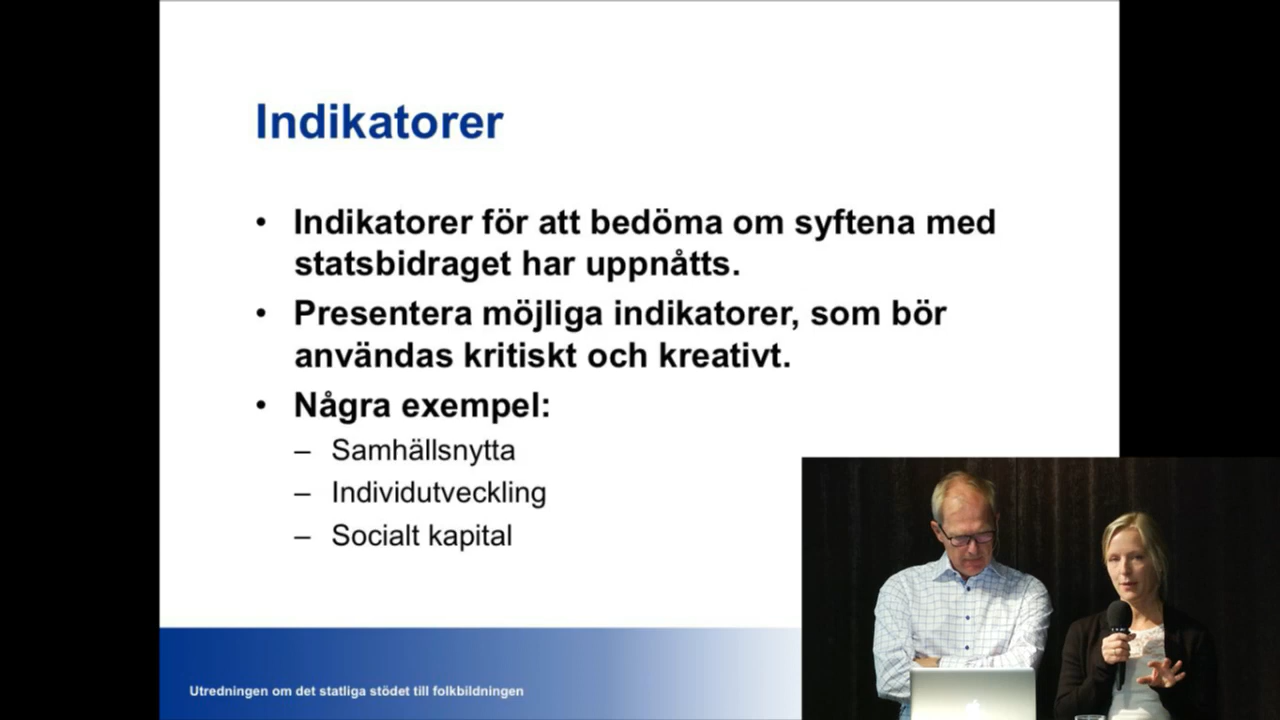 Indikatorer
• Indikatorer för att bedöma om syftena med
statsbidraget har uppnåtts.
• Presentera möjliga indikatorer, som bör
användas kritiskt och kreativt.
• Några exempel:
– Samhällsnytta
– Individutveckling
– Socialt kapital
Utredningen om det statliga stödet till folkbildningen